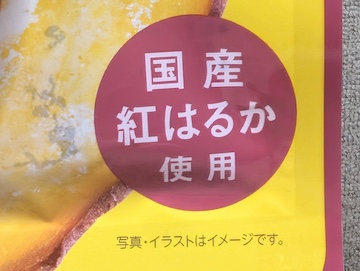 国産
紅はるか
使用
写真・イラストはイメージです。